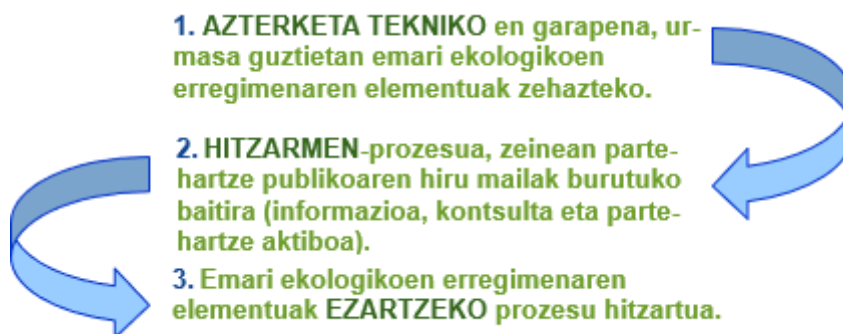 1. AZTERKETA TEKNIKO en garapena, ur-
masa guztietan emari ekologikoen
erregimenaren elementuak zehazteko.
2. HITZARMEN-prozesua, zeinean parte-
hartze publikoaren hiru mailak burutuko
baitira (informazioa, kontsulta eta parte-
hartze aktiboa).
3. Emari ekologikoen erregimenaren
elementuak EZARTZEKO prozesu hitzartua.